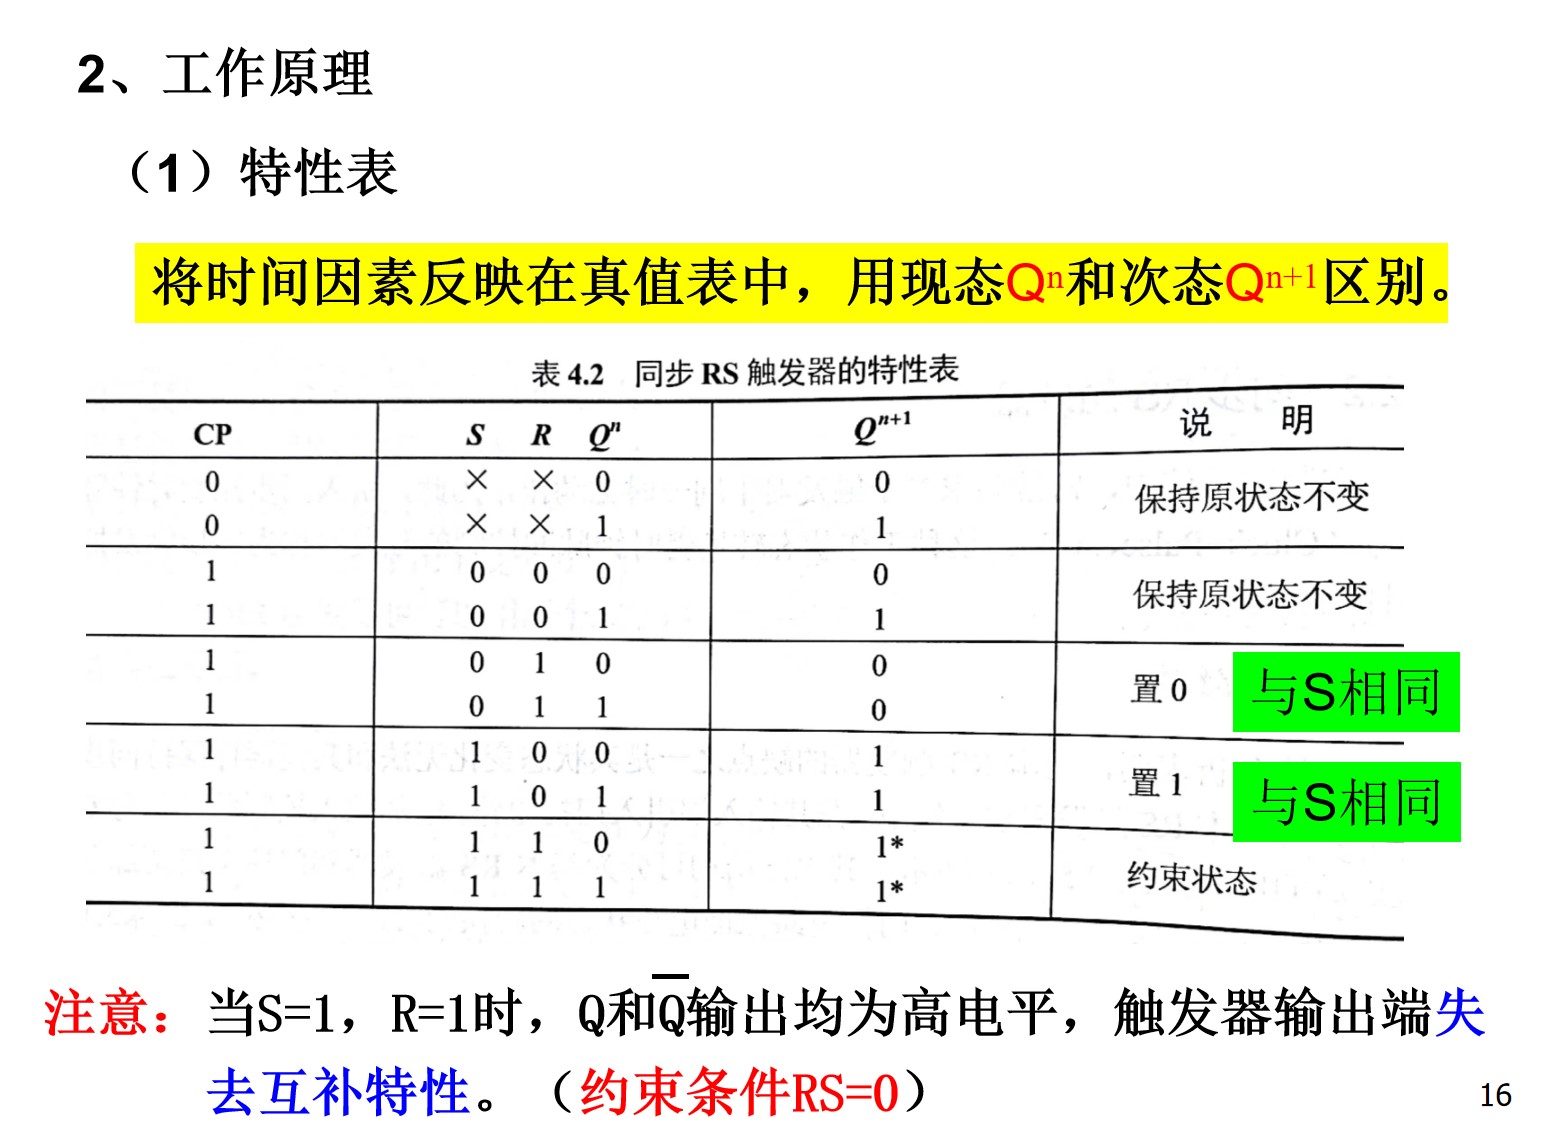 2、工作原理
（1）特性表
将时间因素反映在真值表中，用现态Qⁿ和次态Qⁿ⁺¹区别。
表 4.2 同步 RS 触发器的特性表
CP S R Qⁿ Qⁿ⁺¹ 说 明
0 × × 0 0
保持原状态不变
0 × × 1 1
1 0 0 0 0
保持原状态不变
1 0 0 1 1
1 0 1 0 0
置 0 与S相同
1 0 1 1 0
1 1 0 0 1
置 1 与S相同
1 1 0 1 1
1 1 1 0 1*
约束状态
1 1 1 1 1*
注意：当S=1，R=1时，Q和Q̅输出均为高电平，触发器输出端失
去互补特性。（约束条件RS=0）
16